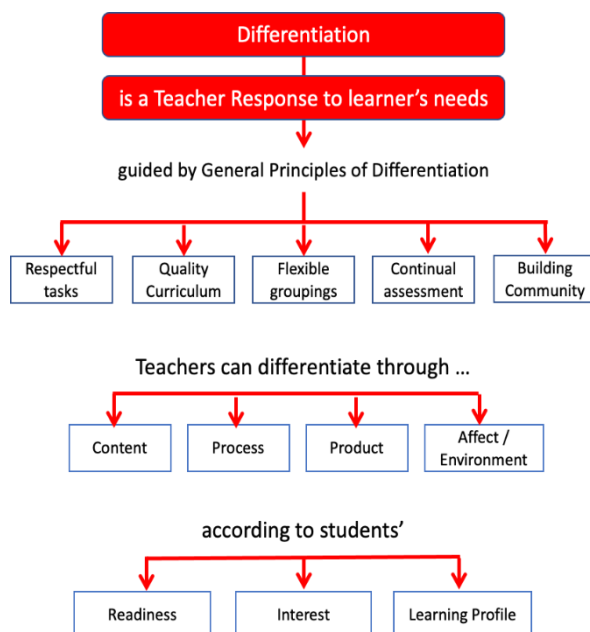 Differentiation
is a Teacher Response to learner's needs
guided by General Principles of Differentiation
Respectful
tasks
Quality
Curriculum
Flexible
groupings
Continual
assessment
Building
Community
Teachers can differentiate through ...
Content
Process
Product
Affect /
Environment
according to students'
Readiness
Interest
Learning Profile